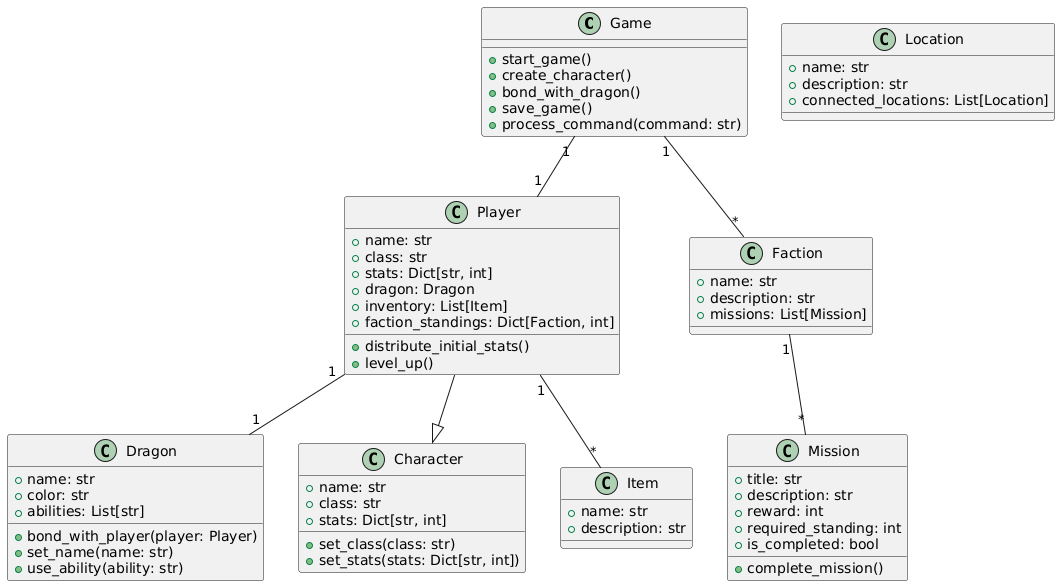 C Game
start_game()
create_character()
bond_with_dragon()
save_game()
process_command(command: str)
C Location
name: str
description: str
connected_locations: List[Location]
1
1
1
*
C Player
name: str
class: str
stats: Dict[str, int]
dragon: Dragon
inventory: List[Item]
faction_standings: Dict[Faction, int]
distribute_initial_stats()
level_up()
C Faction
name: str
description: str
missions: List[Mission]
1
1
1
*
1
*
C Dragon
name: str
color: str
abilities: List[str]
bond_with_player(player: Player)
set_name(name: str)
use_ability(ability: str)
C Character
name: str
class: str
stats: Dict[str, int]
set_class(class: str)
set_stats(stats: Dict[str, int])
C Item
name: str
description: str
C Mission
title: str
description: str
reward: int
required_standing: int
is_completed: bool
complete_mission()